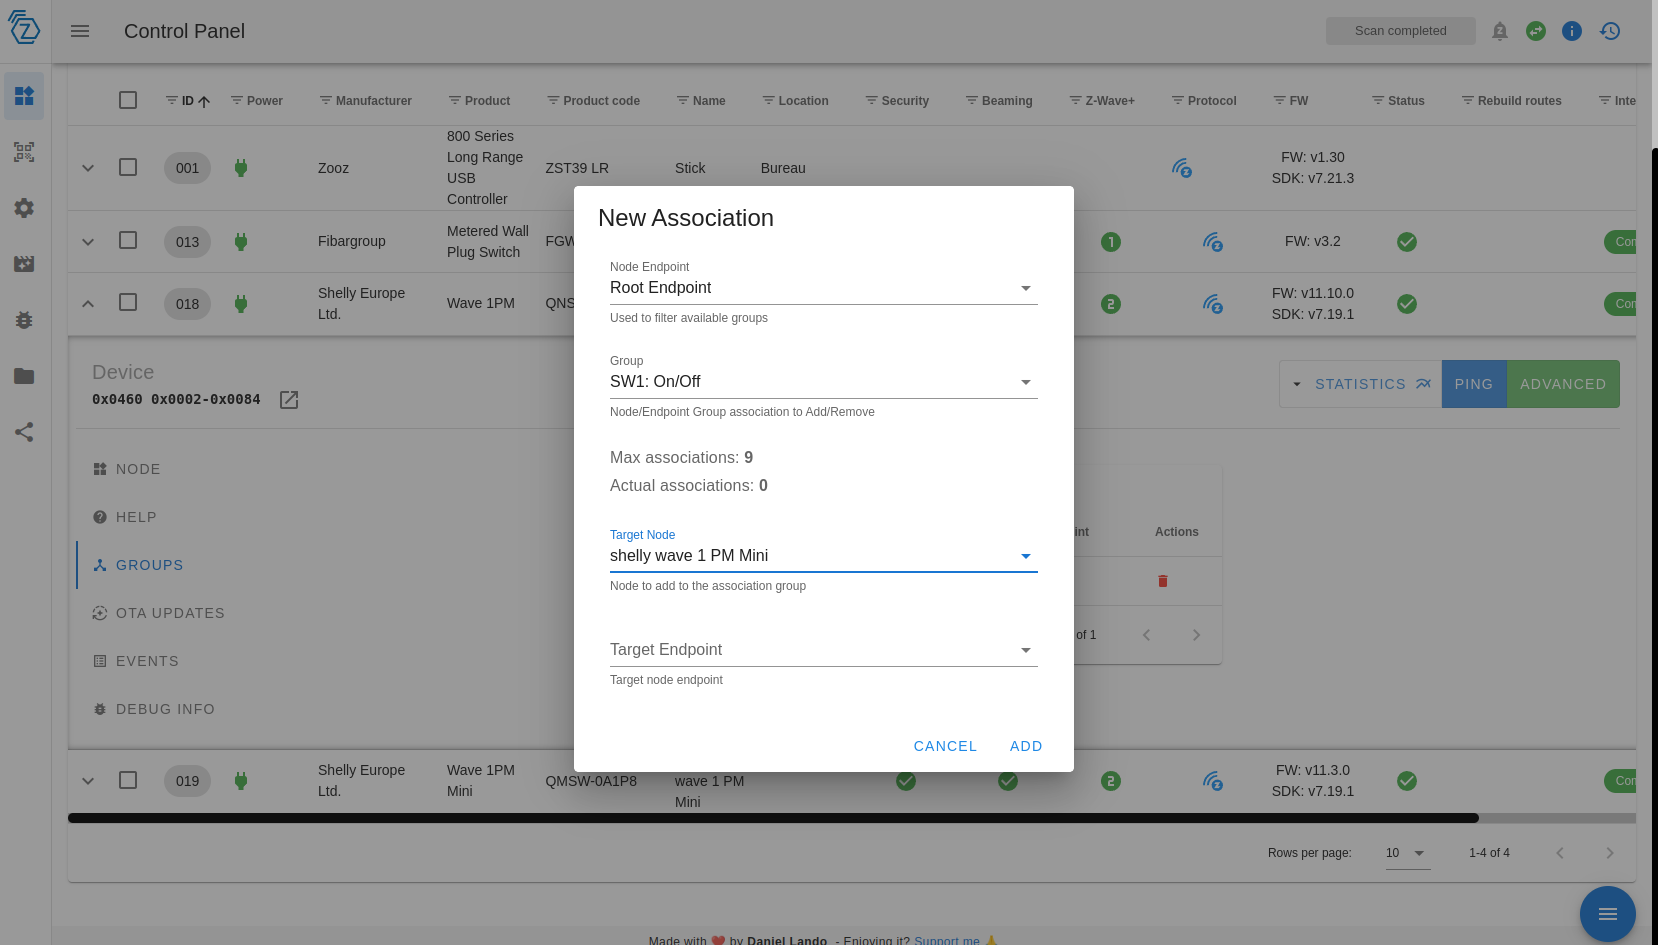 Control Panel
Scan completed
ID Power Manufacturer Product Product code Name Location Security Beaming Z-Wave+ Protocol FW Status Rebuild routes Inte
001 Zooz 800 Series Long Range USB Controller ZST39 LR Stick Bureau FW: v1.30 SDK: v7.21.3
013 Fibargroup Metered Wall Plug Switch FGW 1 FW: v3.2 Con
018 Shelly Europe Ltd. Wave 1PM QNS 2 FW: v11.10.0 SDK: v7.19.1 Con
Device
0x0460 0x0002-0x0084
STATISTICS PING ADVANCED
NODE
HELP
GROUPS
OTA UPDATES
EVENTS
DEBUG INFO
int Actions
of 1
New Association
Node Endpoint
Root Endpoint
Used to filter available groups
Group
SW1: On/Off
Node/Endpoint Group association to Add/Remove
Max associations: 9
Actual associations: 0
Target Node
shelly wave 1 PM Mini
Node to add to the association group
Target Endpoint
Target node endpoint
CANCEL ADD
019 Shelly Europe Ltd. Wave 1PM Mini QMSW-0A1P8 wave 1 PM Mini 2 FW: v11.3.0 SDK: v7.19.1 Con
Rows per page: 10 1-4 of 4
Made with ❤️ by Daniel Lando - Enjoying it? Support me 🙏